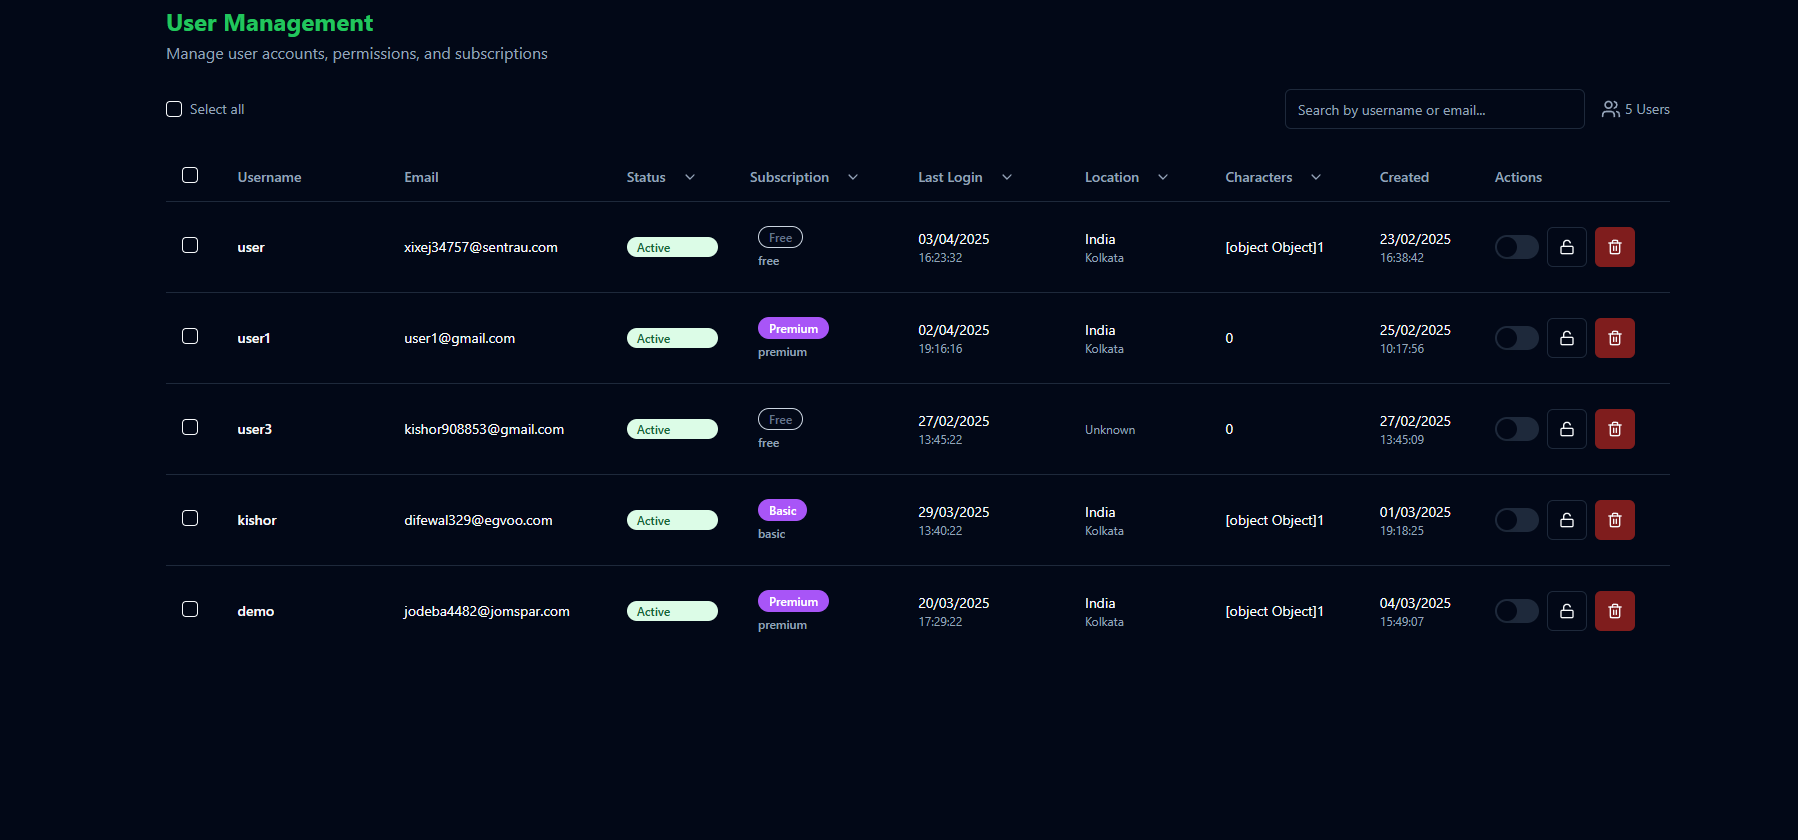 User Management
Manage user accounts, permissions, and subscriptions
Select all
Search by username or email...
5 Users
Username Email Status Subscription Last Login Location Characters Created Actions
user xixej34757@sentrau.com Active Free free 03/04/2025 16:23:32 India Kolkata [object Object]1 23/02/2025 16:38:42
user1 user1@gmail.com Active Premium premium 02/04/2025 19:16:16 India Kolkata 0 25/02/2025 10:17:56
user3 kishor908853@gmail.com Active Free free 27/02/2025 13:45:22 Unknown 0 27/02/2025 13:45:09
kishor difewal329@egvoo.com Active Basic basic 29/03/2025 13:40:22 India Kolkata [object Object]1 01/03/2025 19:18:25
demo jodeba4482@jomspar.com Active Premium premium 20/03/2025 17:29:22 India Kolkata [object Object]1 04/03/2025 15:49:07